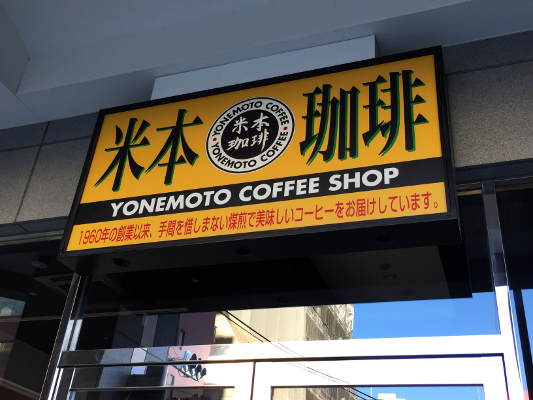 米本 珈琲
YONEMOTO COFFEE
米本
珈琲
YONEMOTO COFFEE
YONEMOTO COFFEE SHOP
1960年の創業以来、手間を惜しまない煤煎で美味しいコーヒーをお届けしています。